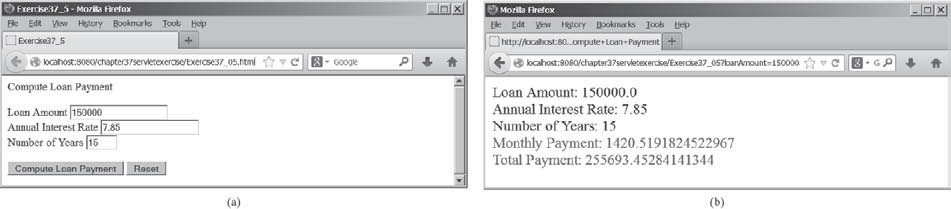 Exercise37_5 - Mozilla Firefox
File Edit View History Bookmarks Tools Help
Exercise37_5
localhost:8080/chapter37servletexercise/Exercise37_05.html
Google
Compute Loan Payment
Loan Amount 150000
Annual Interest Rate 7.85
Number of Years 15
Compute Loan Payment Reset
(a)
Mozilla Firefox
File Edit View History Bookmarks Tools Help
http://localhost:80...ompute+Loan+Payment
localhost:8080/chapter37servletexercise/Exercise37_05?loanAmount=150000
G
Loan Amount: 150000.0
Annual Interest Rate: 7.85
Number of Years: 15
Monthly Payment: 1420.5191824522967
Total Payment: 255693.45284141344
(b)